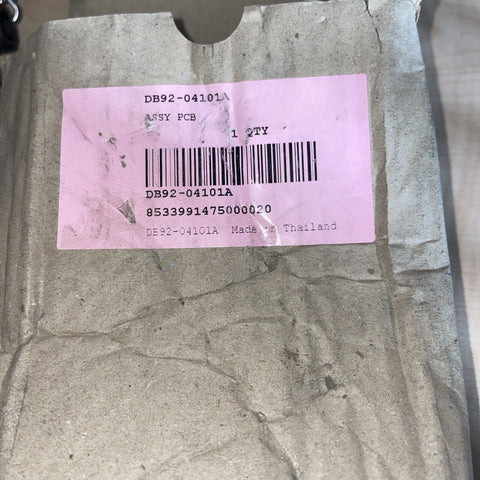 DB92-04101A
ASSY PCB
1 QTY
DB92-04101A
8533991475000020
DB92-04101A Made in Thailand